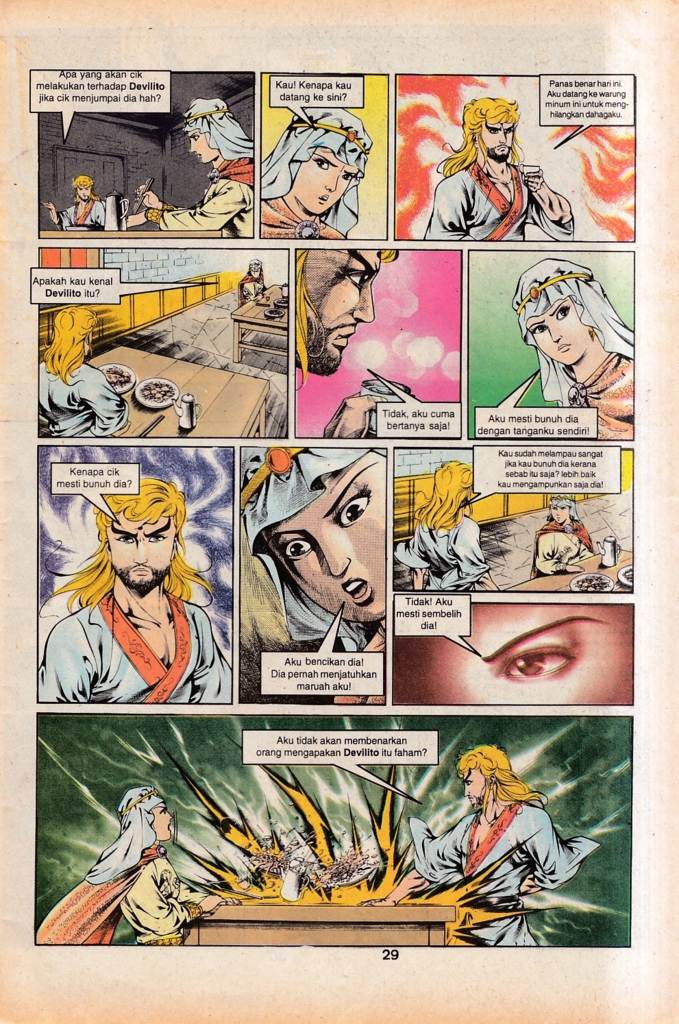 Apa yang akan cik
melakukan terhadap Devilito
jika cik menjumpai dia hah?
Kau! Kenapa kau
datang ke sini?
Panas benar hari ini.
Aku datang ke warung
minum ini untuk meng-
hilangkan dahagaku.
Apakah kau kenal
Devilito itu?
Tidak, aku cuma
bertanya saja!
Aku mesti bunuh dia
dengan tanganku sendiri!
Kenapa cik
mesti bunuh dia?
Aku bencikan dia!
Dia pernah menjatuhkan
maruah aku!
Kau sudah melampau sangat
jika kau bunuh dia kerana
sebab itu saja? lebih baik
kau mengampunkan saja dia!
Tidak! Aku
mesti sembelih
dia!
Aku tidak akan membenarkan
orang mengapakan Devilito itu faham?
29